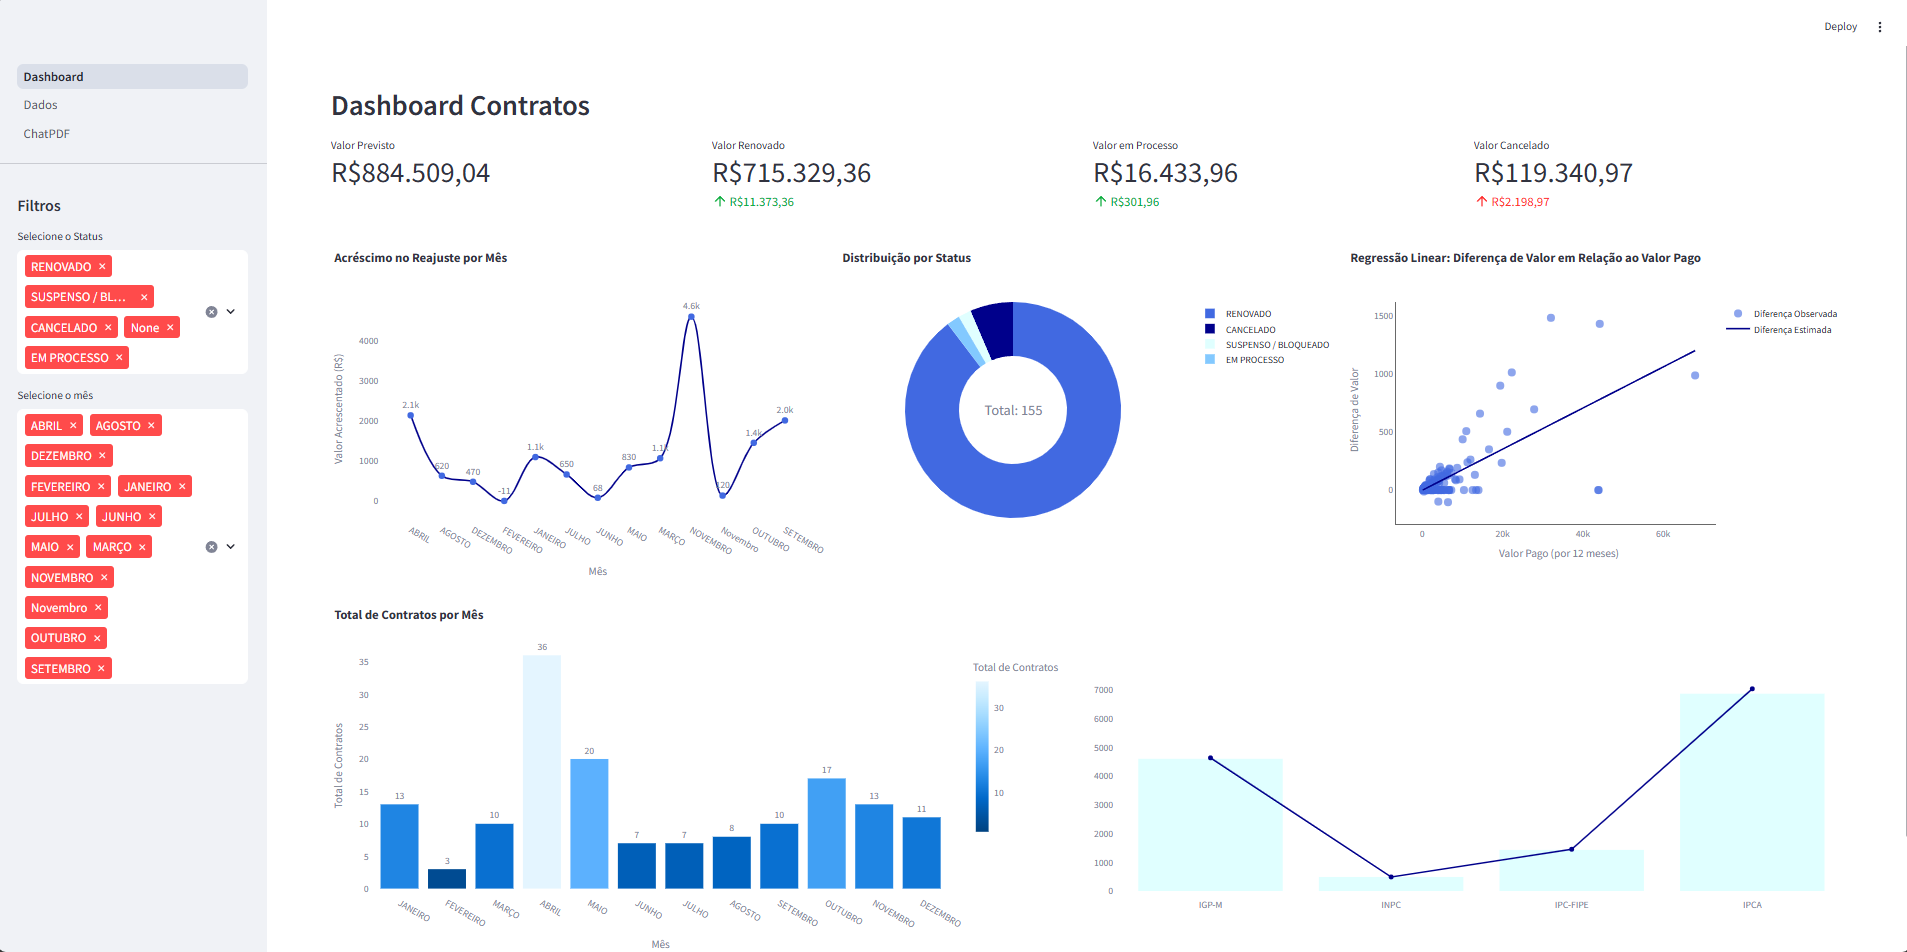 Deploy
Dashboard
Dados
ChatPDF
Filtros
Selecione o Status
RENOVADO ×
SUSPENSO / BL... ×
CANCELADO × None ×
EM PROCESSO ×
Selecione o mês
ABRIL × AGOSTO ×
DEZEMBRO ×
FEVEREIRO × JANEIRO ×
JULHO × JUNHO ×
MAIO × MARÇO ×
NOVEMBRO ×
Novembro ×
OUTUBRO ×
SETEMBRO ×
Dashboard Contratos
Valor Previsto
R$884.509,04
Valor Renovado
R$715.329,36
↑ R$11.373,36
Valor em Processo
R$16.433,96
↑ R$301,96
Valor Cancelado
R$119.340,97
↑ R$2.198,97
Acréscimo no Reajuste por Mês
Valor Acrescentado (R$)
4000
3000
2000
1000
0
2.1k
620
470
-11
1.1k
650
68
830
1.1k
4.6k
120
1.4k
2.0k
ABRIL
AGOSTO
DEZEMBRO
FEVEREIRO
JANEIRO
JULHO
JUNHO
MAIO
MARÇO
NOVEMBRO
Novembro
OUTUBRO
SETEMBRO
Mês
Distribuição por Status
Total: 155
RENOVADO
CANCELADO
SUSPENSO / BLOQUEADO
EM PROCESSO
Regressão Linear: Diferença de Valor em Relação ao Valor Pago
Diferença de Valor
1500
1000
500
0
0
20k
40k
60k
Valor Pago (por 12 meses)
Diferença Observada
Diferença Estimada
Total de Contratos por Mês
Total de Contratos
35
30
25
20
15
10
5
0
13
3
10
36
20
7
7
8
10
17
13
11
JANEIRO
FEVEREIRO
MARÇO
ABRIL
MAIO
JUNHO
JULHO
AGOSTO
SETEMBRO
OUTUBRO
NOVEMBRO
DEZEMBRO
Mês
Total de Contratos
30
20
10
7000
6000
5000
4000
3000
2000
1000
0
IGP-M
INPC
IPC-FIPE
IPCA